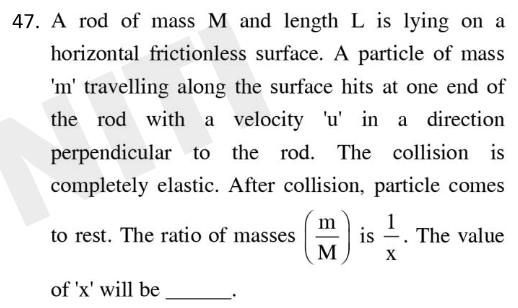 47. A rod of mass M and length L is lying on a
horizontal frictionless surface. A particle of mass
'm' travelling along the surface hits at one end of
the rod with a velocity 'u' in a direction
perpendicular to the rod. The collision is
completely elastic. After collision, particle comes
to rest. The ratio of masses (m/M) is 1/x. The value
of 'x' will be ______.
NITI